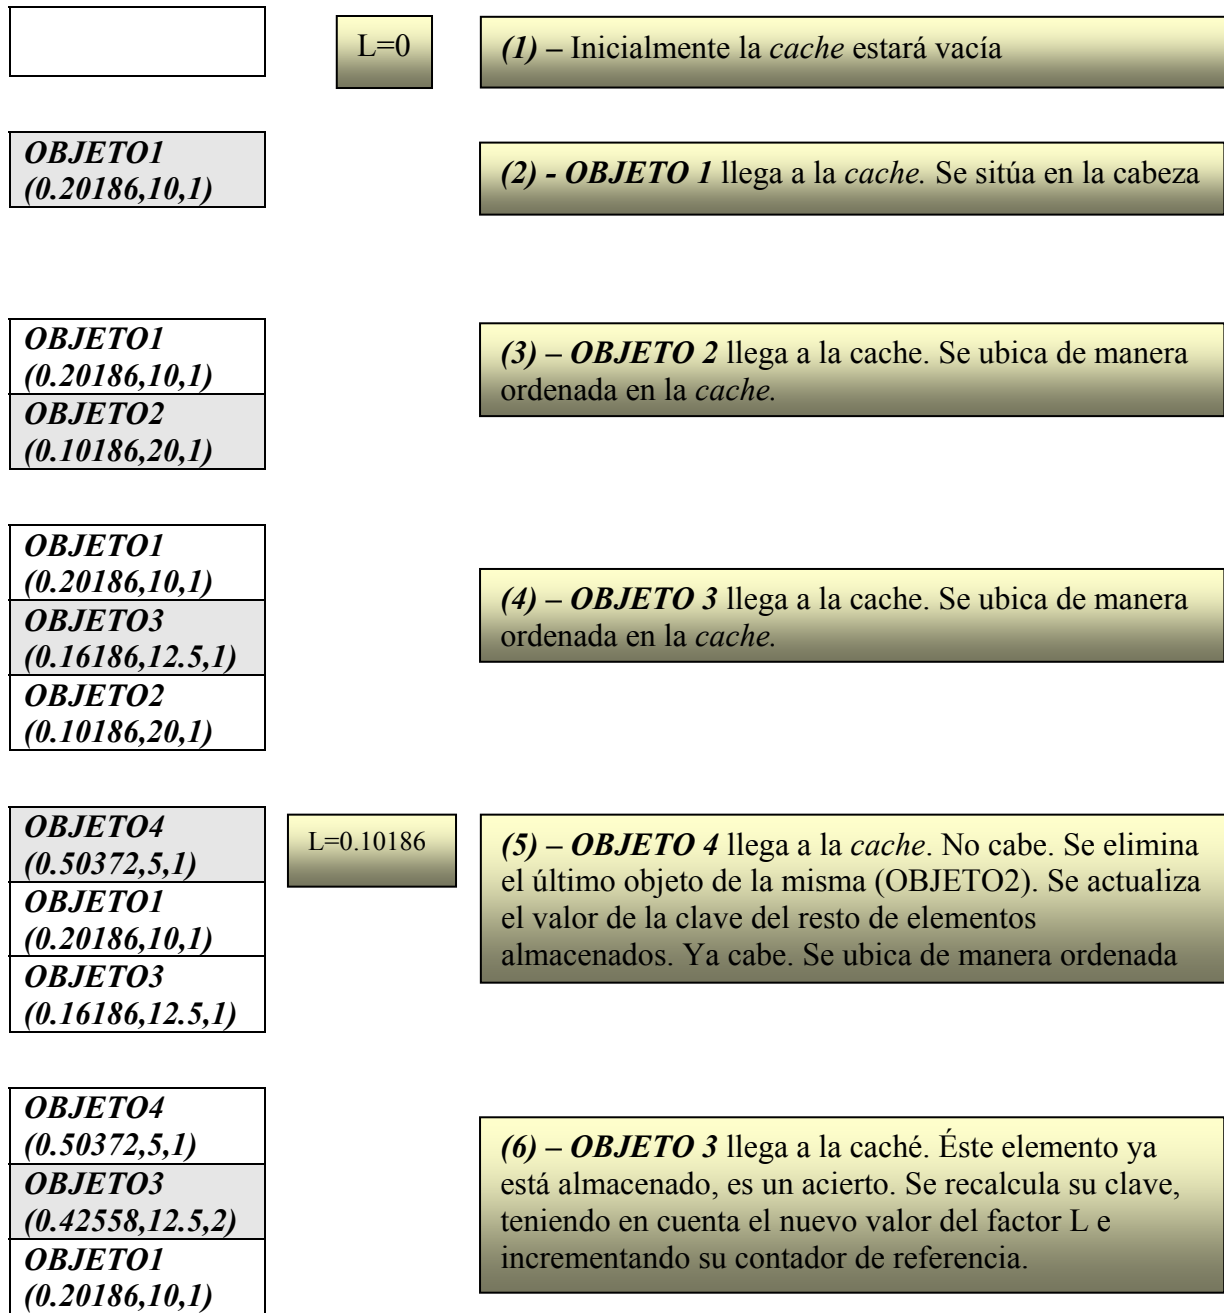 L=0
(1) – Inicialmente la cache estará vacía
OBJETO1
(0.20186,10,1)
(2) - OBJETO 1 llega a la cache. Se sitúa en la cabeza
OBJETO1
(0.20186,10,1)
OBJETO2
(0.10186,20,1)
(3) – OBJETO 2 llega a la cache. Se ubica de manera
ordenada en la cache.
OBJETO1
(0.20186,10,1)
OBJETO3
(0.16186,12.5,1)
OBJETO2
(0.10186,20,1)
(4) – OBJETO 3 llega a la cache. Se ubica de manera
ordenada en la cache.
OBJETO4
(0.50372,5,1)
OBJETO1
(0.20186,10,1)
OBJETO3
(0.16186,12.5,1)
L=0.10186
(5) – OBJETO 4 llega a la cache. No cabe. Se elimina
el último objeto de la misma (OBJETO2). Se actualiza
el valor de la clave del resto de elementos
almacenados. Ya cabe. Se ubica de manera ordenada
OBJETO4
(0.50372,5,1)
OBJETO3
(0.42558,12.5,2)
OBJETO1
(0.20186,10,1)
(6) – OBJETO 3 llega a la caché. Éste elemento ya
está almacenado, es un acierto. Se recalcula su clave,
teniendo en cuenta el nuevo valor del factor L e
incrementando su contador de referencia.